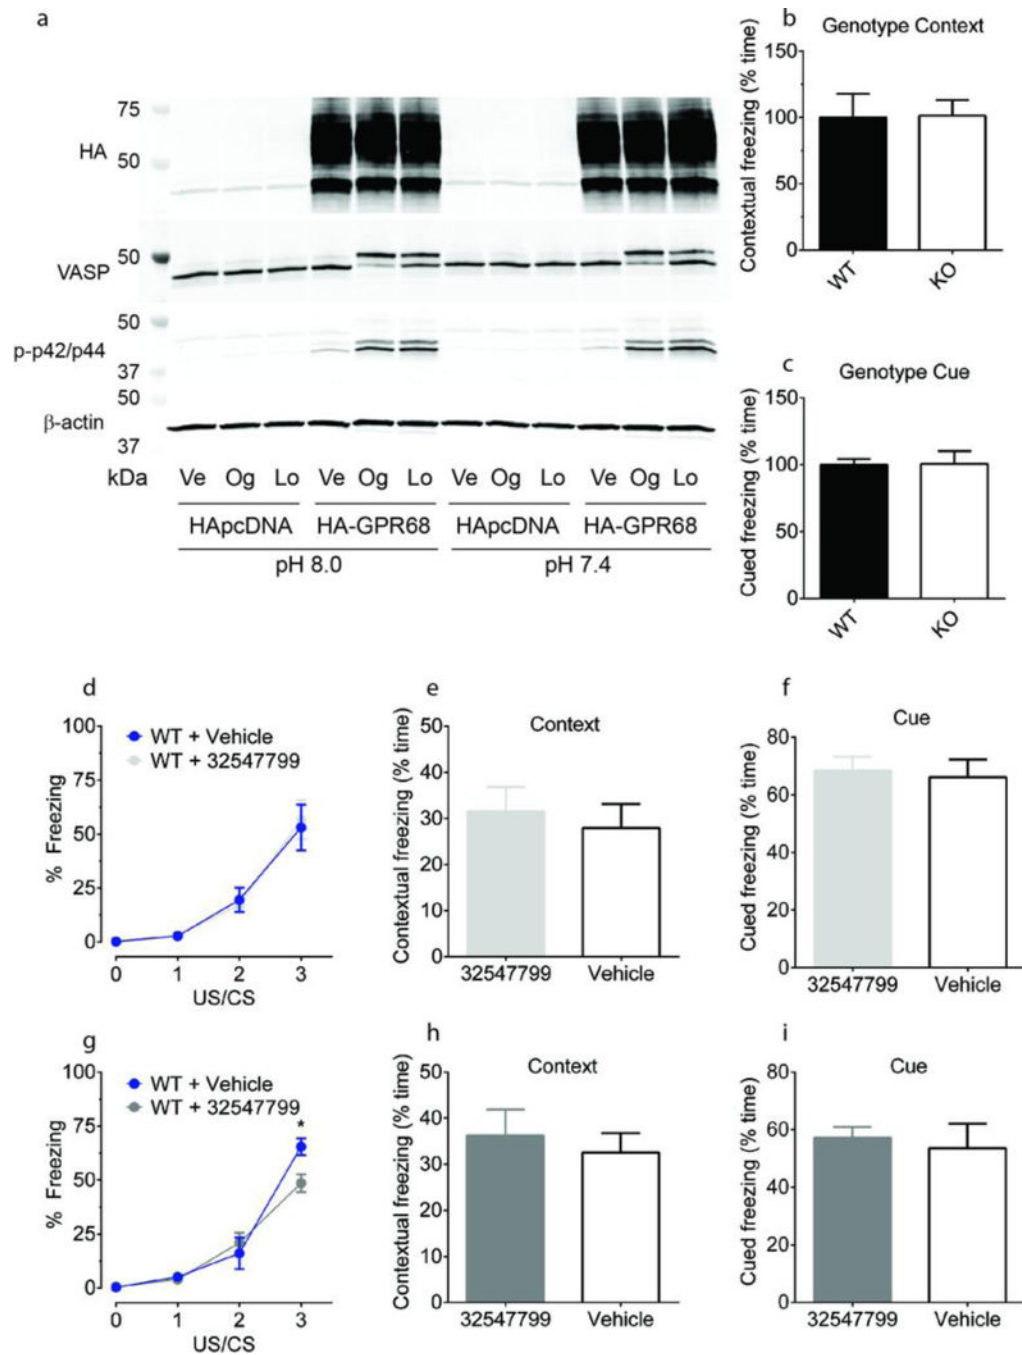 a
75
HA
50
50
VASP
50
p-p42/p44
37
50
β-actin
37
kDa Ve Og Lo Ve Og Lo Ve Og Lo Ve Og Lo
HApcDNA HA-GPR68 HApcDNA HA-GPR68
pH 8.0 pH 7.4
b
Genotype Context
Contextual freezing (% time)
150
100
50
0
WT KO
c
Genotype Cue
Cued freezing (% time)
150
100
50
0
WT KO
d
WT + Vehicle
WT + 32547799
% Freezing
100
75
50
25
0
0 1 2 3
US/CS
e
Context
Contextual freezing (% time)
50
40
30
20
10
0
32547799 Vehicle
f
Cue
Cued freezing (% time)
80
60
40
20
0
32547799 Vehicle
g
WT + Vehicle
WT + 32547799
*
% Freezing
100
75
50
25
0
0 1 2 3
US/CS
h
Context
Contextual freezing (% time)
50
40
30
20
10
0
32547799 Vehicle
i
Cue
Cued freezing (% time)
80
60
40
20
0
32547799 Vehicle